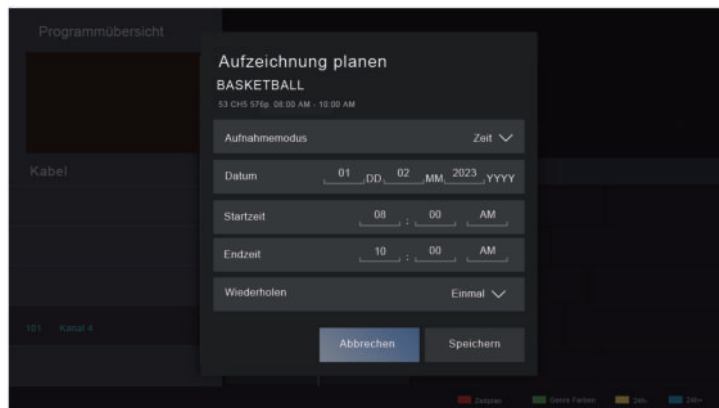 Programmübersicht
Aufzeichnung planen
BASKETBALL
53 CH5 576p. 08:00 AM - 10:00 AM
Aufnahmemodus Zeit
Kabel
Datum 01 DD, 02 MM, 2023 YYYY
Startzeit 08 : 00 AM
Endzeit 10 : 00 AM
Wiederholen Einmal
101 Kanal 4
Abbrechen Speichern
Zeitplan Genre Farben 24h- 24h+